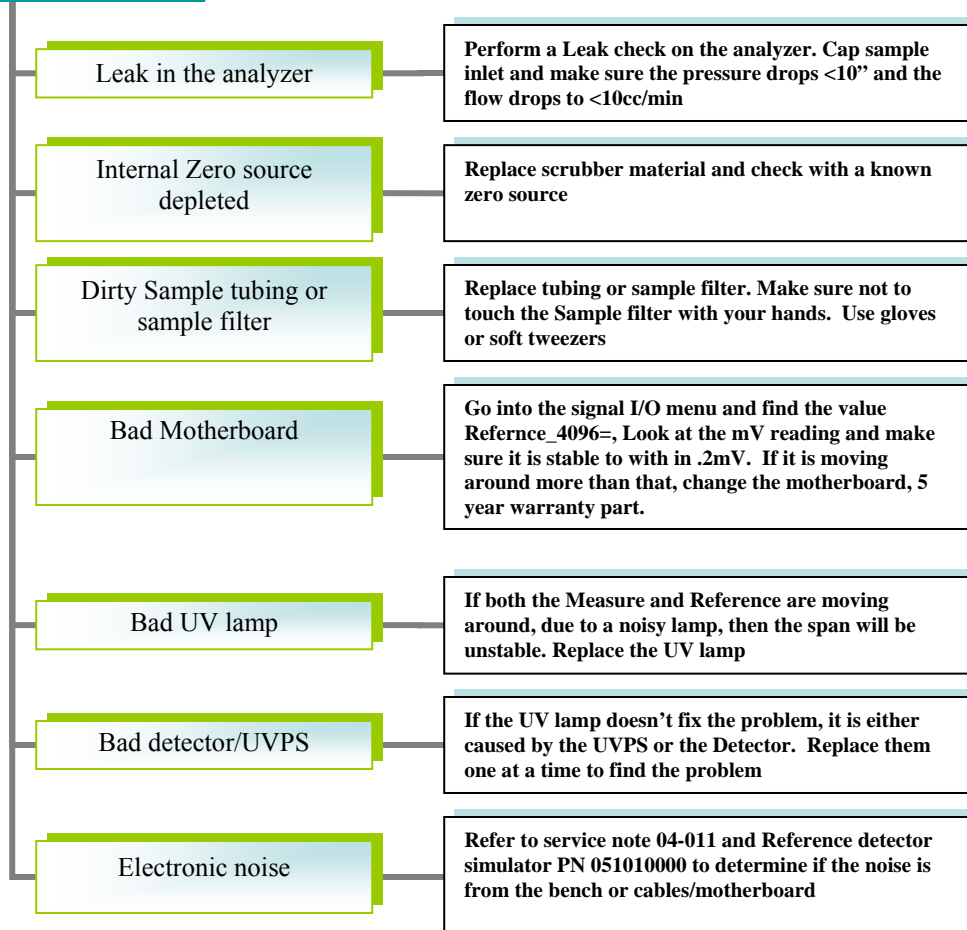 Leak in the analyzer
Perform a Leak check on the analyzer. Cap sample
inlet and make sure the pressure drops <10” and the
flow drops to <10cc/min
Internal Zero source
depleted
Replace scrubber material and check with a known
zero source
Dirty Sample tubing or
sample filter
Replace tubing or sample filter. Make sure not to
touch the Sample filter with your hands.  Use gloves
or soft tweezers
Bad Motherboard
Go into the signal I/O menu and find the value
Refernce_4096=, Look at the mV reading and make
sure it is stable to with in .2mV.  If it is moving
around more than that, change the motherboard, 5
year warranty part.
Bad UV lamp
If both the Measure and Reference are moving
around, due to a noisy lamp, then the span will be
unstable. Replace the UV lamp
Bad detector/UVPS
If the UV lamp doesn’t fix the problem, it is either
caused by the UVPS or the Detector.  Replace them
one at a time to find the problem
Electronic noise
Refer to service note 04-011 and Reference detector
simulator PN 051010000 to determine if the noise is
from the bench or cables/motherboard